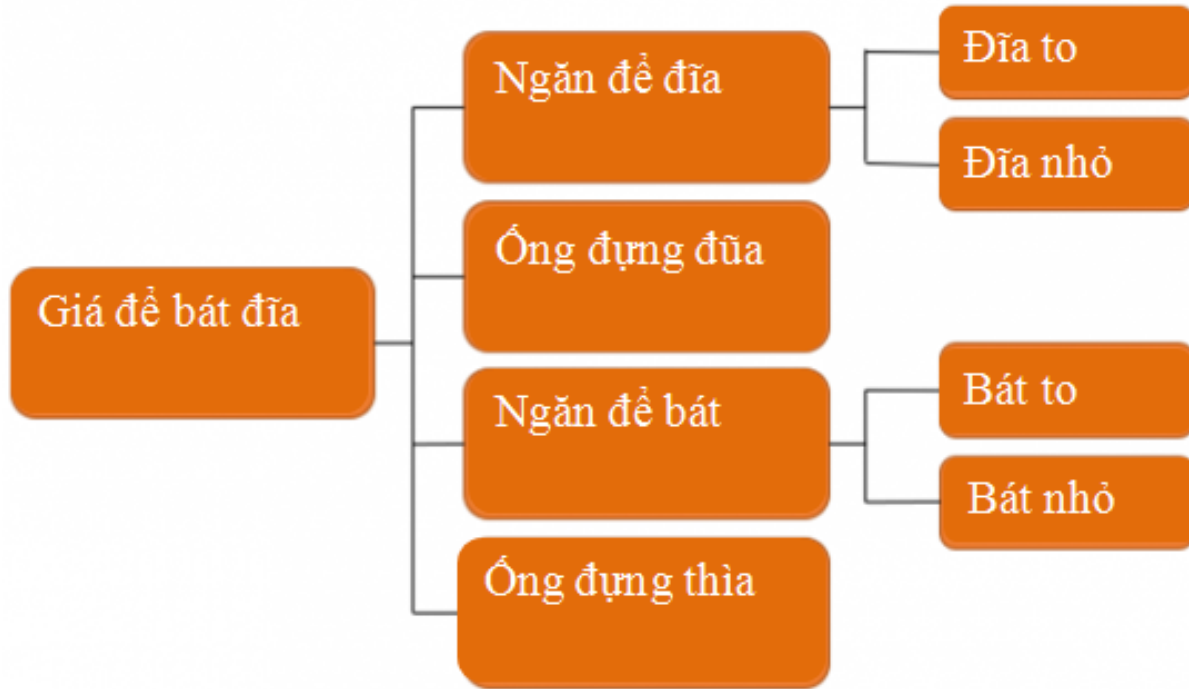 Giá để bát đĩa
Ngăn để đĩa
Đĩa to
Đĩa nhỏ
Ống đựng đũa
Ngăn để bát
Bát to
Bát nhỏ
Ống đựng thìa